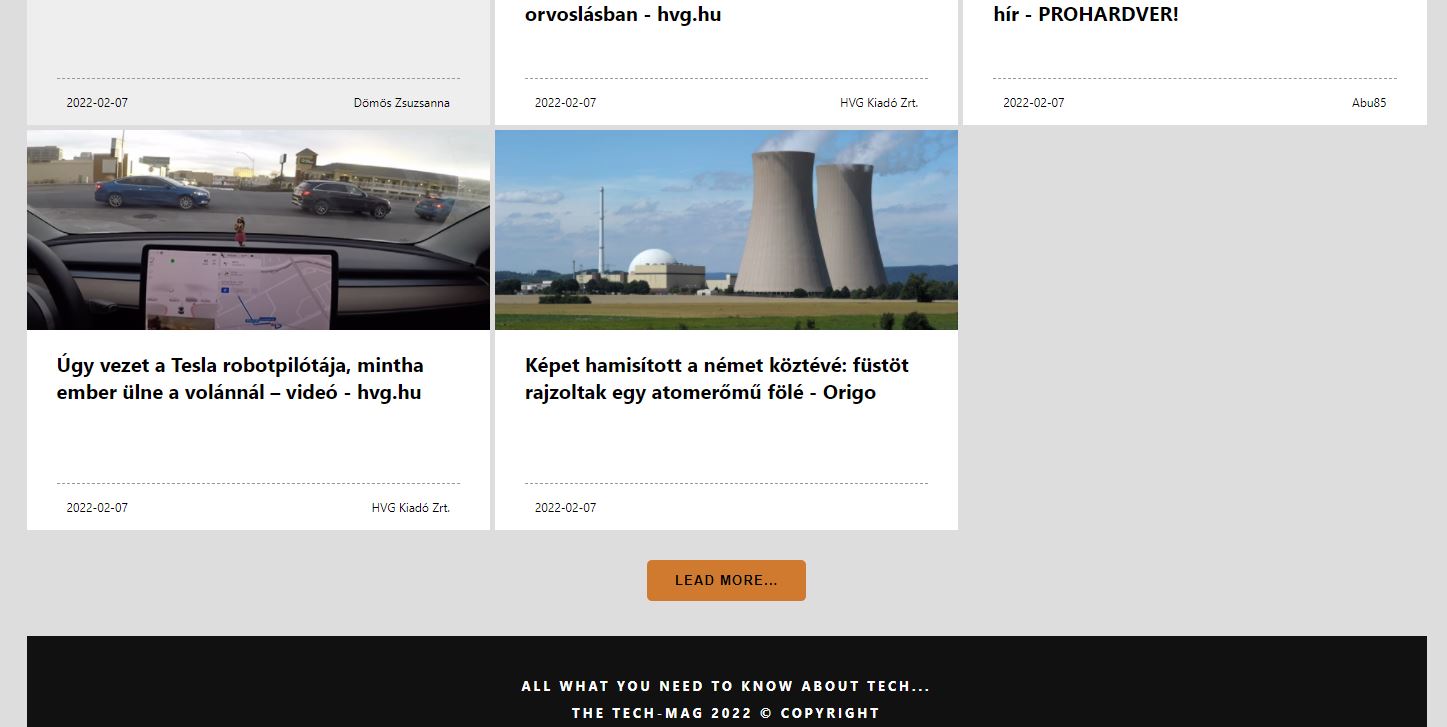 orvoslásban - hvg.hu
hír - PROHARDVER!
2022-02-07
Dömös Zsuzsanna
2022-02-07
HVG Kiadó Zrt.
2022-02-07
Abu85
Úgy vezet a Tesla robotpilótája, mintha
ember ülne a volánnál – videó - hvg.hu
2022-02-07
HVG Kiadó Zrt.
Képet hamisított a német köztévé: füstöt
rajzoltak egy atomerőmű fölé - Origo
2022-02-07
LEAD MORE...
ALL WHAT YOU NEED TO KNOW ABOUT TECH...
THE TECH-MAG 2022 © COPYRIGHT